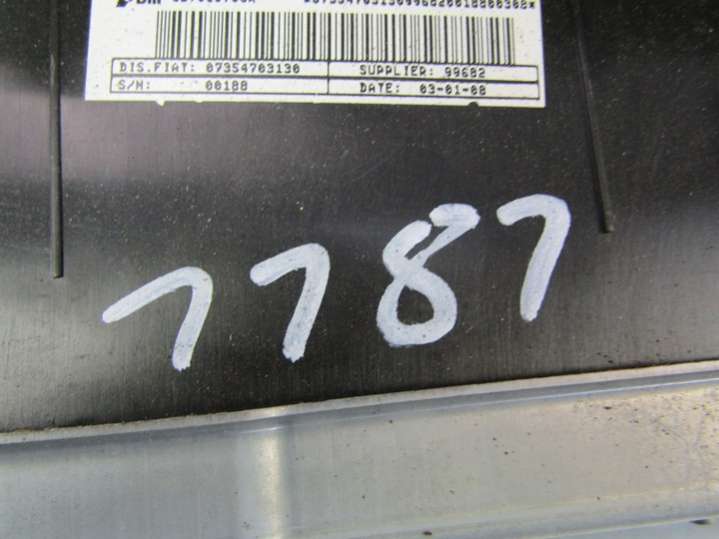 DIS.FIAT: 07354703130 SUPPLIER: 99682
S/N: 00188 DATE: 03-01-08
7787